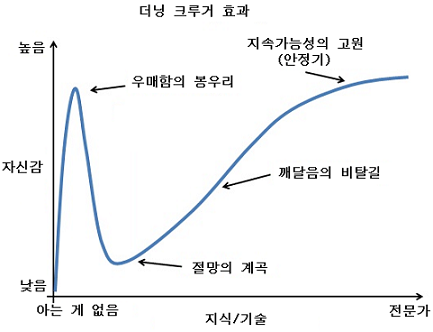 더닝 크루거 효과
높음
지속가능성의 고원
(안정기)
우매함의 봉우리
자신감
깨달음의 비탈길
절망의 계곡
낮음
아는 게 없음
지식/기술
전문가